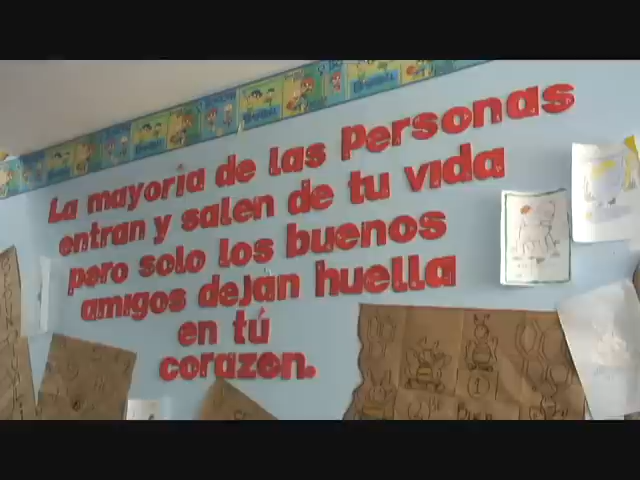 La mayoría de las Personas
entran y salen de tu vida
pero solo los buenos
amigos dejan huella
en tú
corazon.